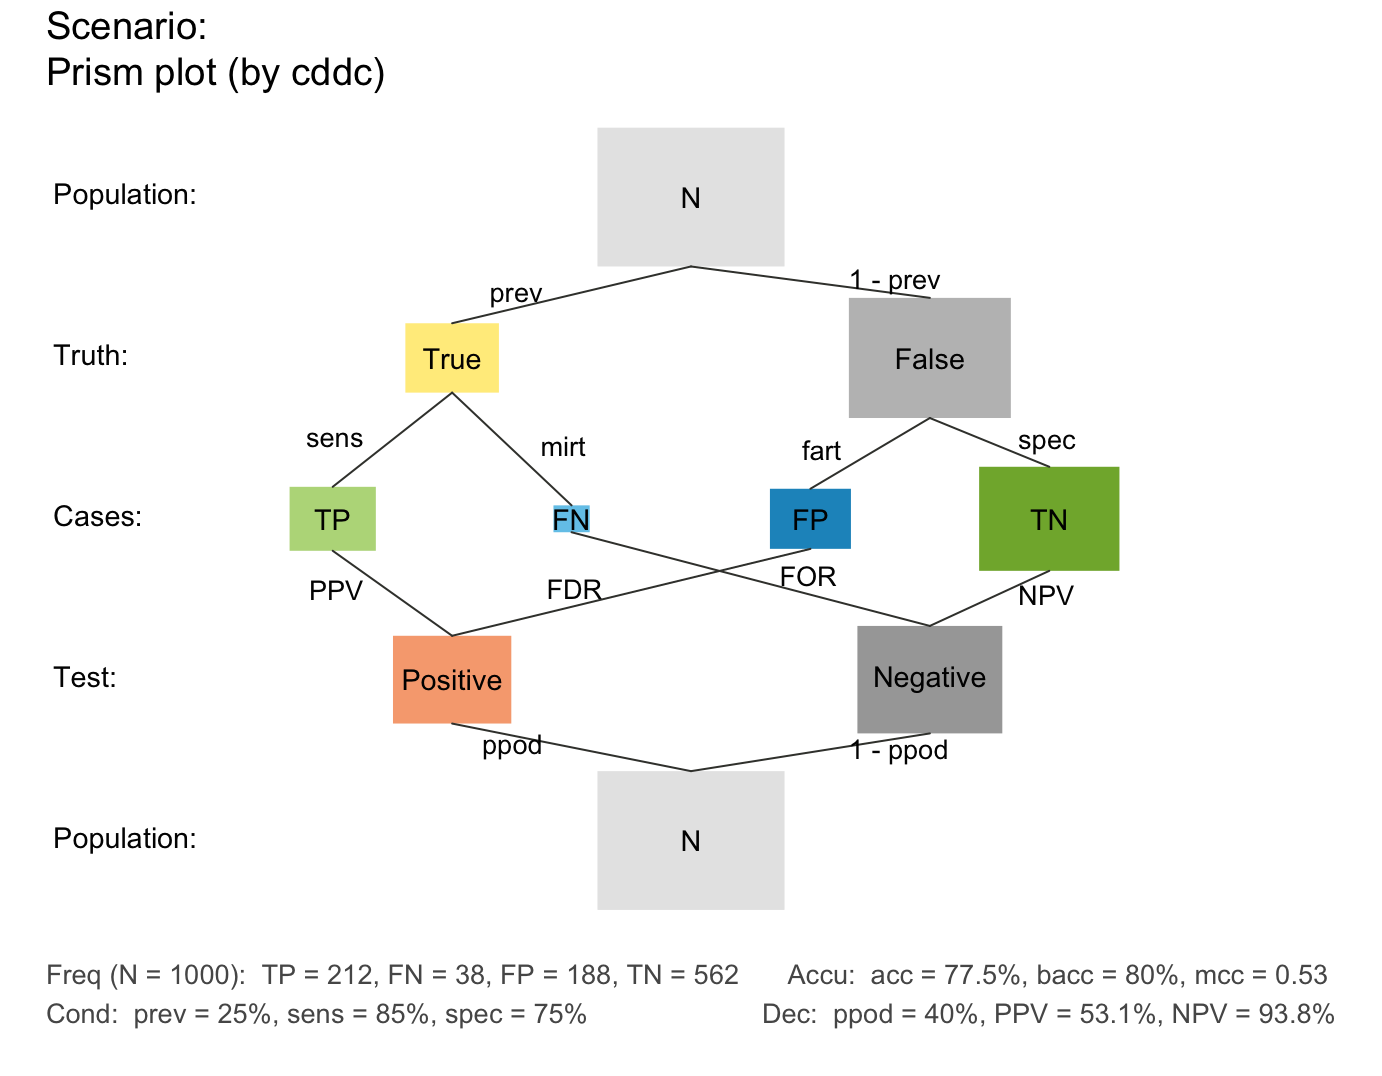 Scenario:
Prism plot (by cddc)
Population:
N
prev
1 - prev
Truth:
True
False
sens
mirt
fart
spec
Cases:
TP
FN
FP
TN
PPV
FDR
FOR
NPV
Test:
Positive
Negative
ppod
1 - ppod
Population:
N
Freq (N = 1000):  TP = 212, FN = 38, FP = 188, TN = 562
Accu:  acc = 77.5%, bacc = 80%, mcc = 0.53
Cond:  prev = 25%, sens = 85%, spec = 75%
Dec:  ppod = 40%, PPV = 53.1%, NPV = 93.8%